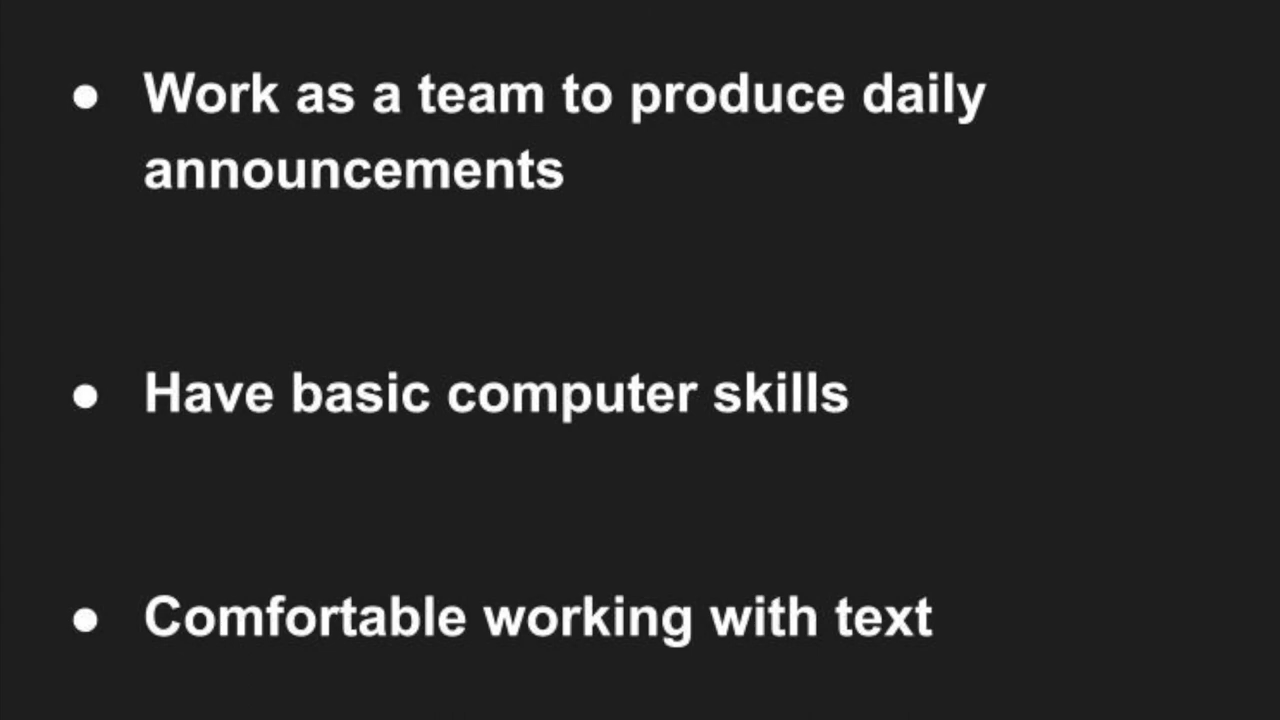 ● Work as a team to produce daily
announcements
● Have basic computer skills
● Comfortable working with text